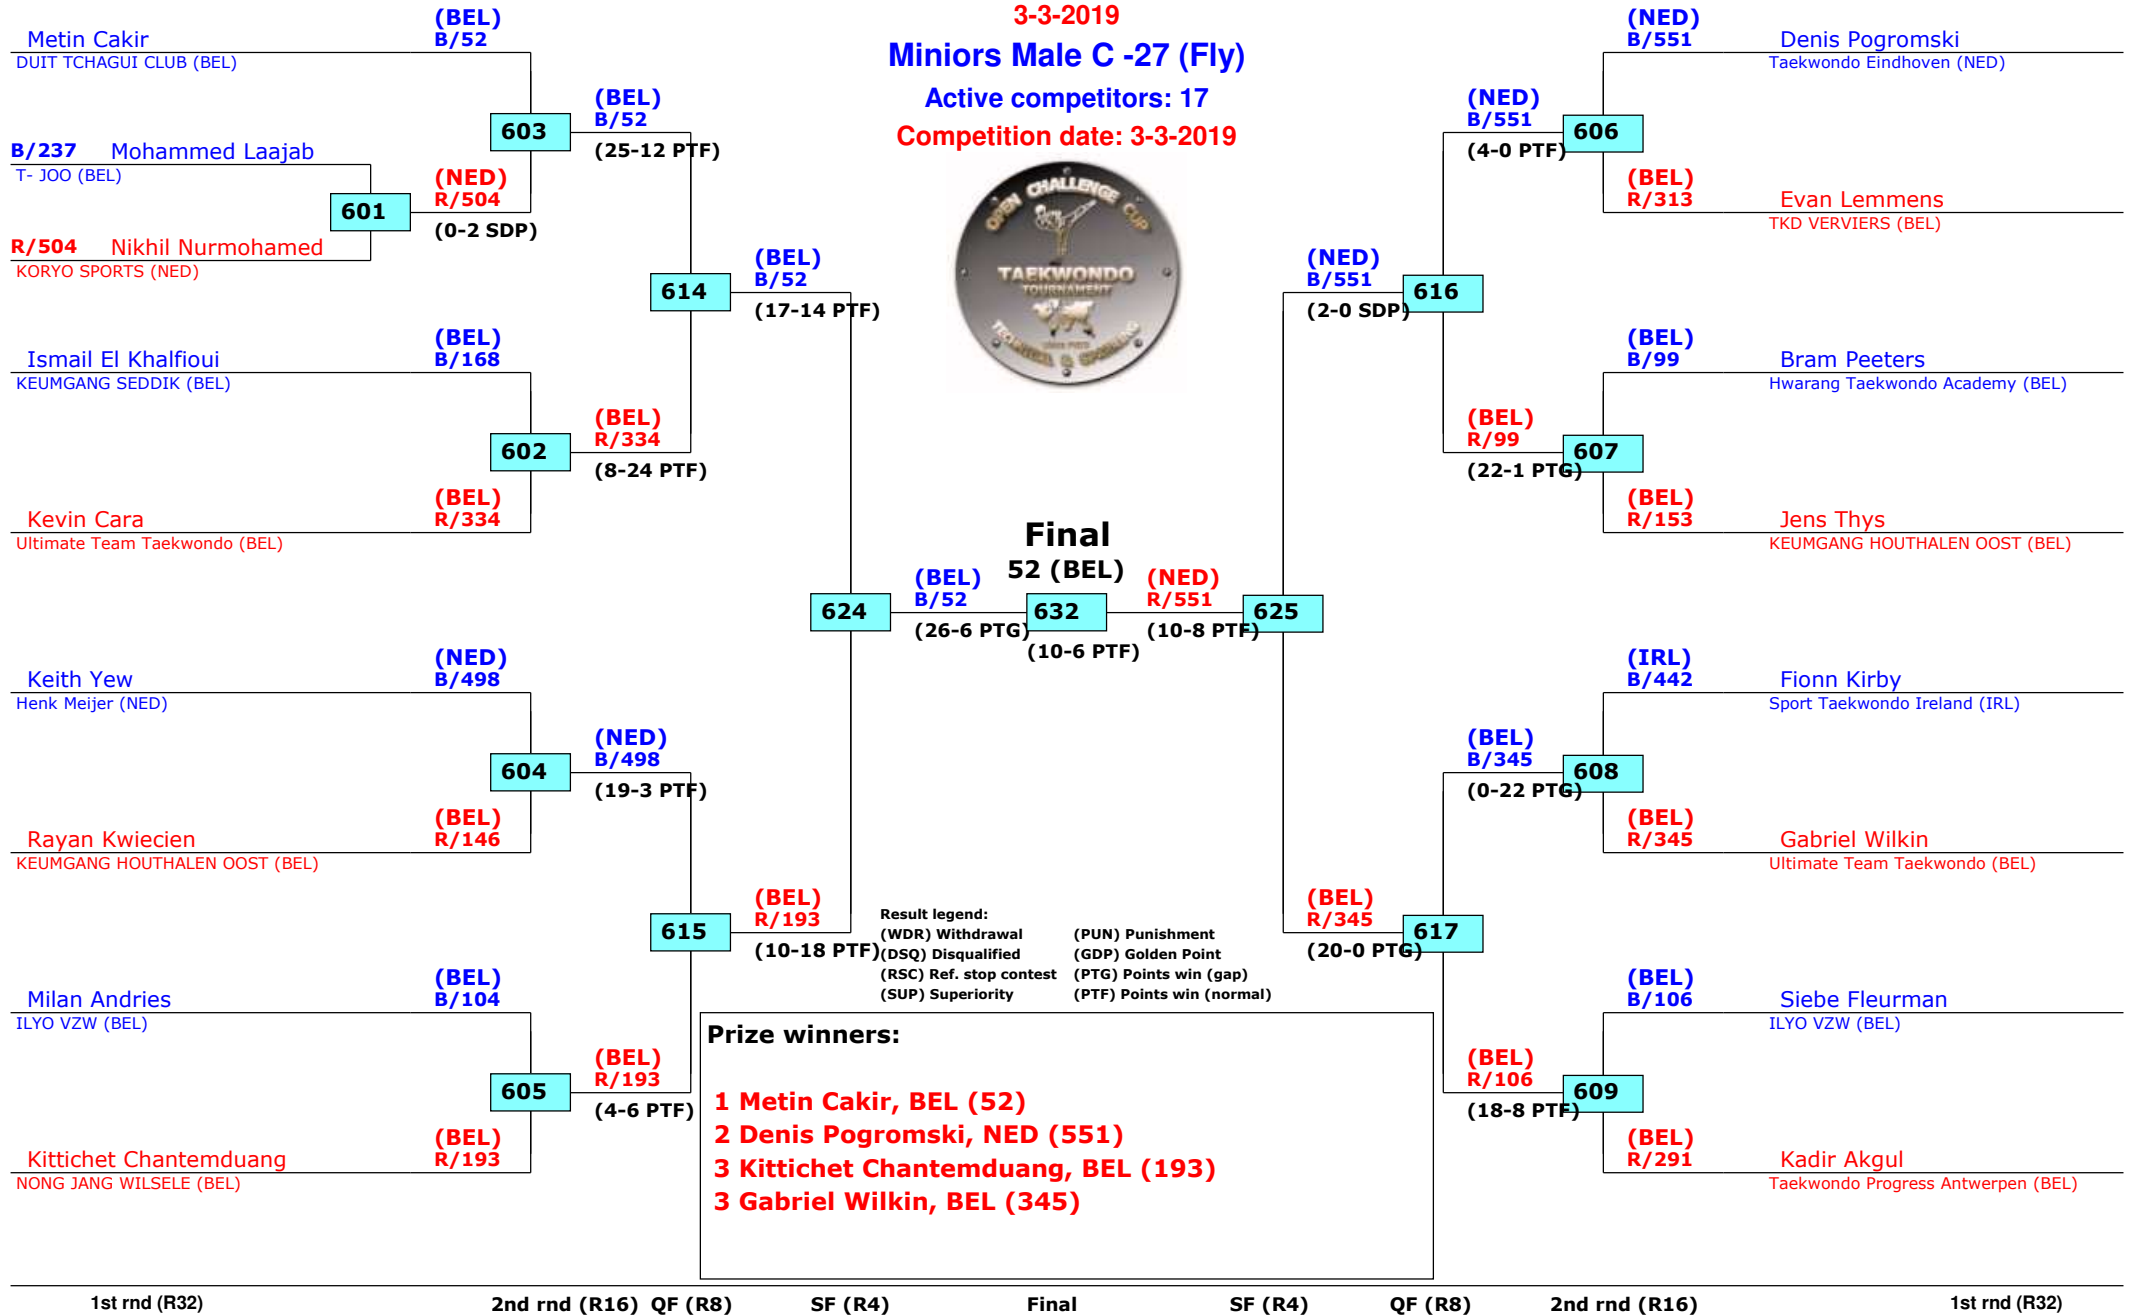 3-3-2019
Miniors Male C -27 (Fly)
Active competitors: 17
Competition date: 3-3-2019
OPEN CHALLENGE CUP
TAEKWONDO
TOURNAMENT
TECHNICAL & SPARRING
Metin Cakir
DUIT TCHAGUI CLUB (BEL)
(BEL)
B/52
B/237 Mohammed Laajab
T- JOO (BEL)
601
R/504 Nikhil Nurmohamed
KORYO SPORTS (NED)
(NED)
R/504
(0-2 SDP)
603
(BEL)
B/52
(25-12 PTF)
Ismail El Khalfioui
KEUMGANG SEDDIK (BEL)
(BEL)
B/168
602
Kevin Cara
Ultimate Team Taekwondo (BEL)
(BEL)
R/334
(BEL)
R/334
(8-24 PTF)
614
(BEL)
B/52
(17-14 PTF)
Keith Yew
Henk Meijer (NED)
(NED)
B/498
604
Rayan Kwiecien
KEUMGANG HOUTHALEN OOST (BEL)
(BEL)
R/146
(NED)
B/498
(19-3 PTF)
Milan Andries
ILYO VZW (BEL)
(BEL)
B/104
605
Kittichet Chantemduang
NONG JANG WILSELE (BEL)
(BEL)
R/193
(BEL)
R/193
(4-6 PTF)
615
(BEL)
R/193
(10-18 PTF)
624
(BEL)
B/52
(26-6 PTG)
Final
52 (BEL)
632
(10-6 PTF)
(NED)
R/551
(10-8 PTF)
625
(NED)
B/551
(2-0 SDP)
616
(NED)
B/551
(4-0 PTF)
606
(NED)
B/551
Denis Pogromski
Taekwondo Eindhoven (NED)
(BEL)
R/313
Evan Lemmens
TKD VERVIERS (BEL)
(BEL)
R/99
(22-1 PTG)
607
(BEL)
B/99
Bram Peeters
Hwarang Taekwondo Academy (BEL)
(BEL)
R/153
Jens Thys
KEUMGANG HOUTHALEN OOST (BEL)
(BEL)
R/345
(20-0 PTG)
617
(BEL)
B/345
(0-22 PTG)
608
(IRL)
B/442
Fionn Kirby
Sport Taekwondo Ireland (IRL)
(BEL)
R/345
Gabriel Wilkin
Ultimate Team Taekwondo (BEL)
(BEL)
R/106
(18-8 PTF)
609
(BEL)
B/106
Siebe Fleurman
ILYO VZW (BEL)
(BEL)
R/291
Kadir Akgul
Taekwondo Progress Antwerpen (BEL)
Result legend:
(WDR) Withdrawal (PUN) Punishment
(DSQ) Disqualified (GDP) Golden Point
(RSC) Ref. stop contest (PTG) Points win (gap)
(SUP) Superiority (PTF) Points win (normal)
Prize winners:
1 Metin Cakir, BEL (52)
2 Denis Pogromski, NED (551)
3 Kittichet Chantemduang, BEL (193)
3 Gabriel Wilkin, BEL (345)
1st rnd (R32) 2nd rnd (R16) QF (R8) SF (R4) Final SF (R4) QF (R8) 2nd rnd (R16) 1st rnd (R32)